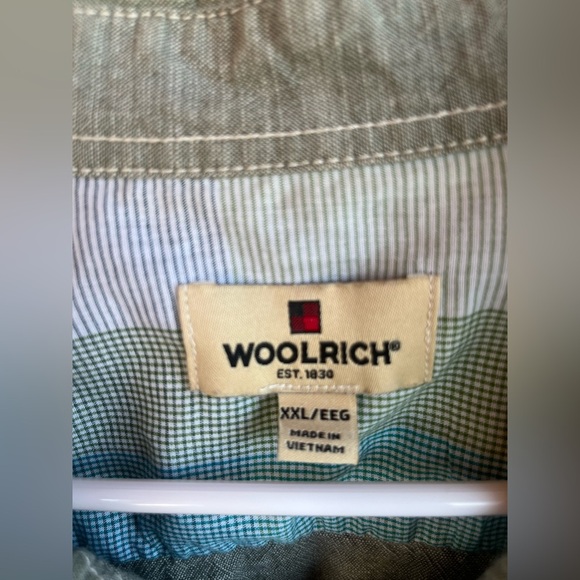 WOOLRICH®
EST. 1830
XXL/EEG
MADE IN
VIETNAM